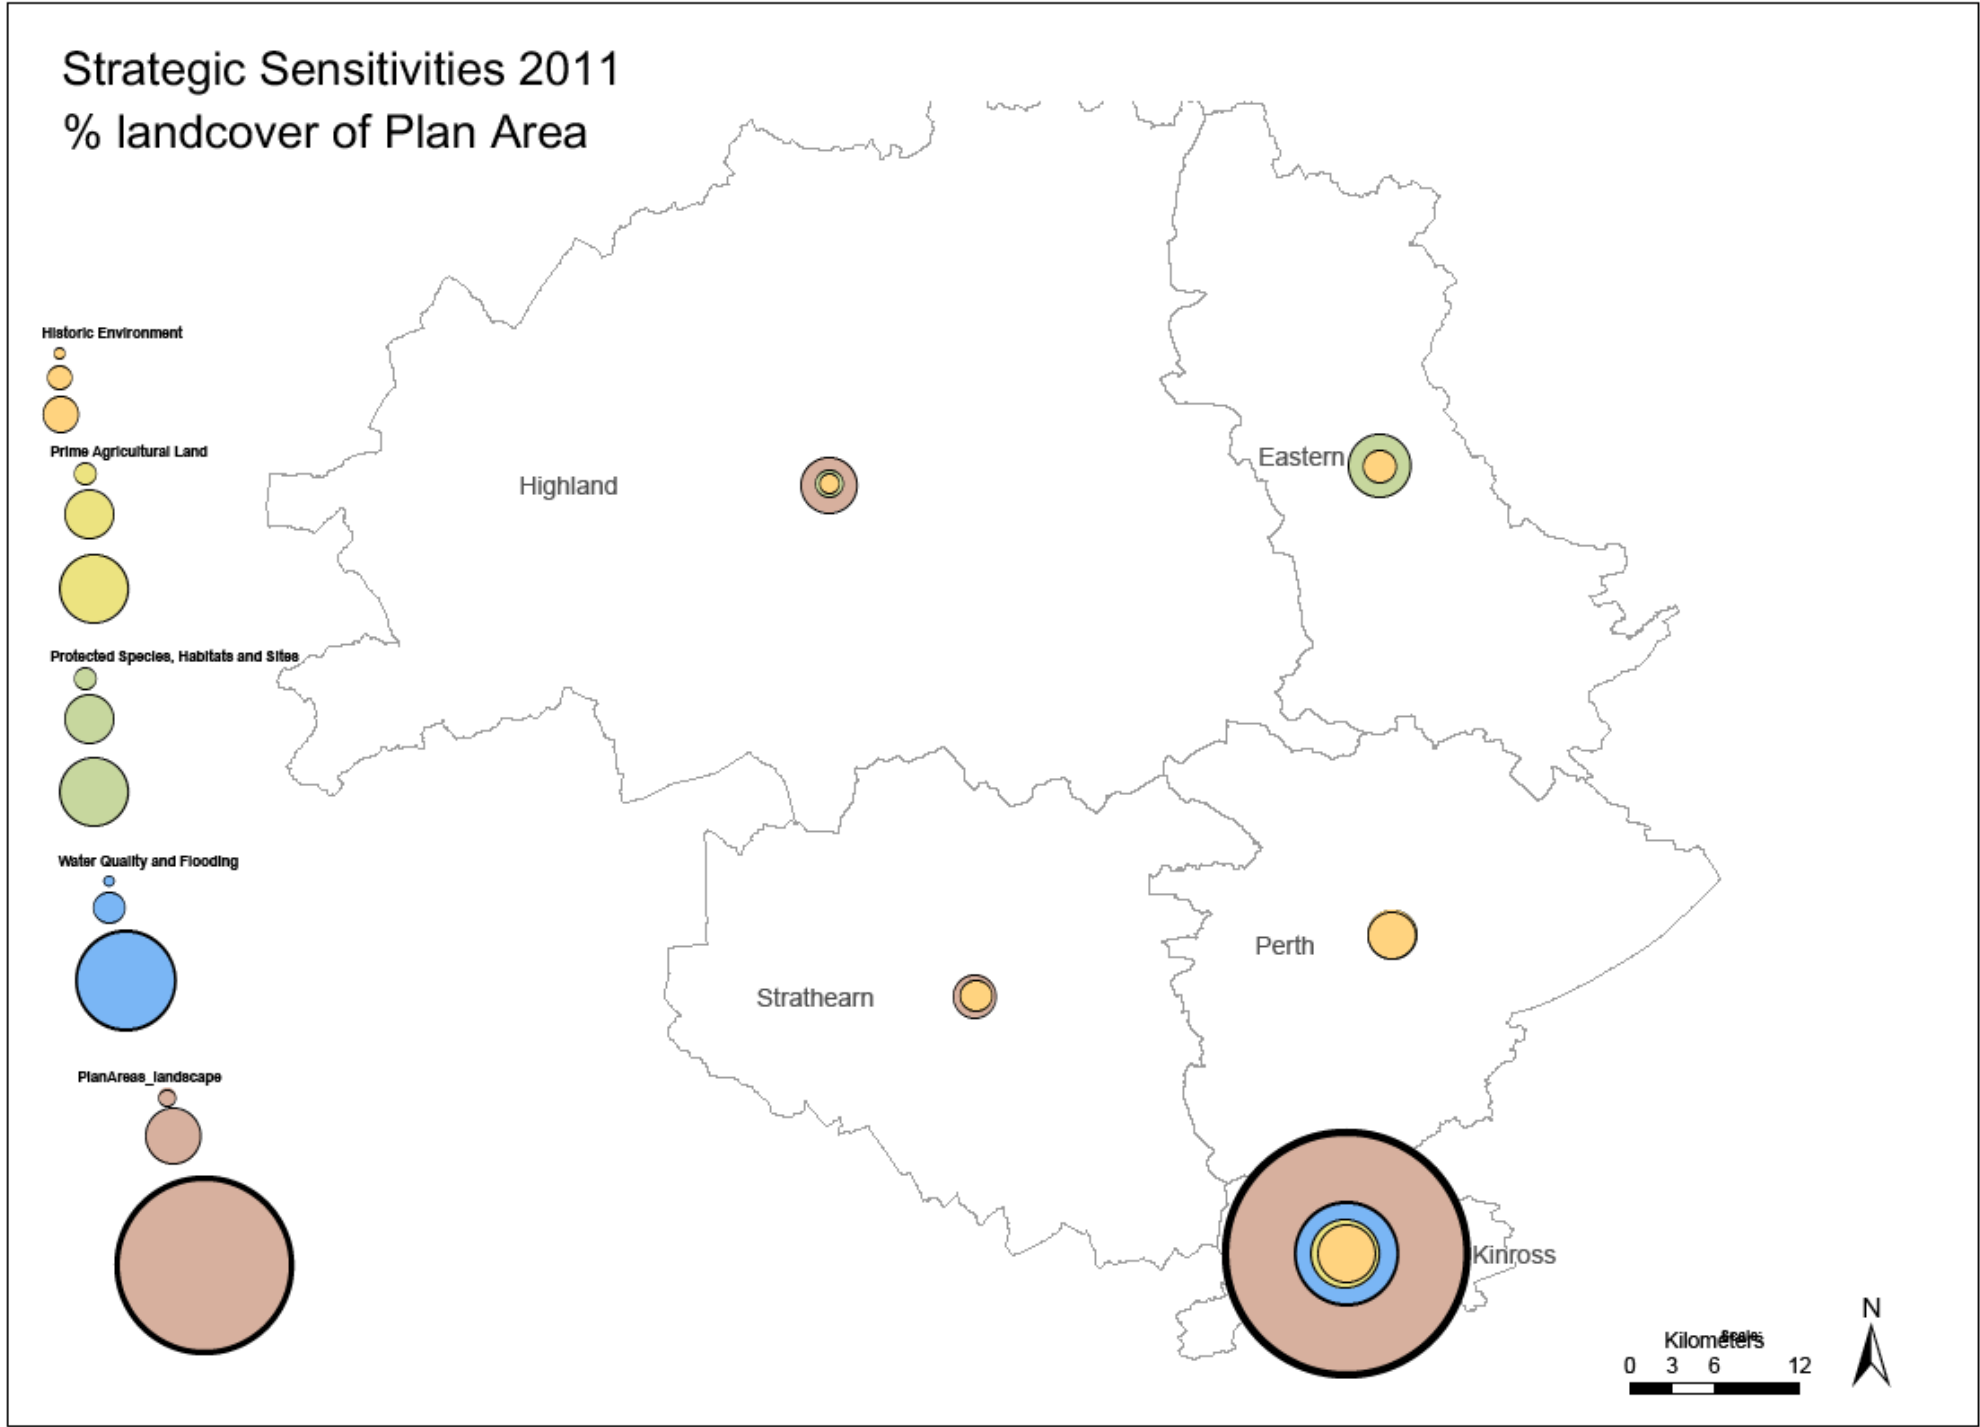 Strategic Sensitivities 2011
% landcover of Plan Area
Historic Environment
Prime Agricultural Land
Protected Species, Habitats and Sites
Water Quality and Flooding
PlanAreas_landscape
Highland
Eastern
Strathearn
Perth
Kinross
N
Kilometers
Scale:
0 3 6 12